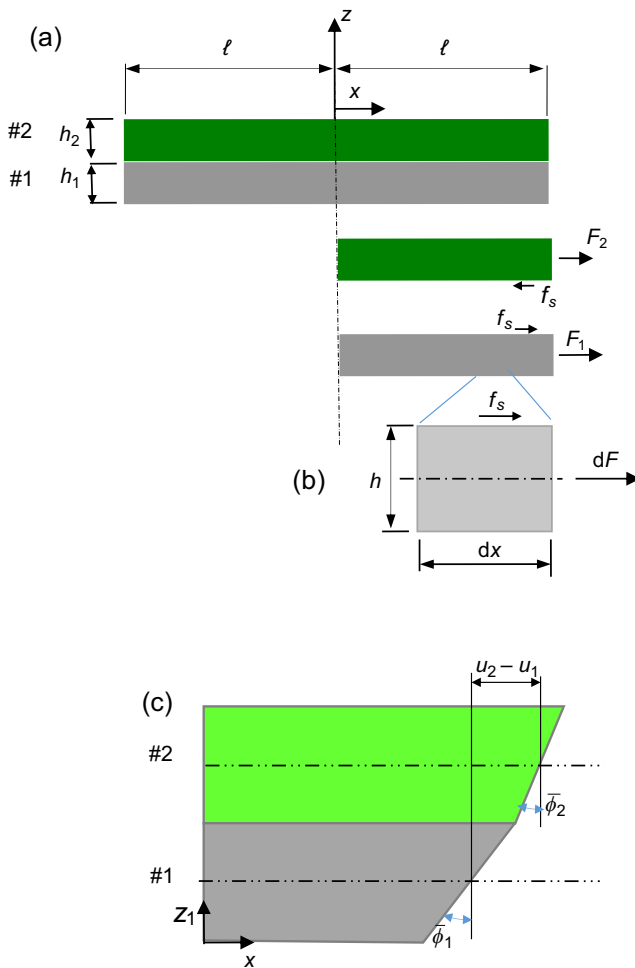 (a)
z
ℓ ℓ
x
#2 h₂
#1 h₁
F₂
fₛ
fₛ
F₁
fₛ
(b) h dF
dx
u₂ – u₁
(c)
#2
ϕ̅₂
#1
z₁
ϕ̅₁
x